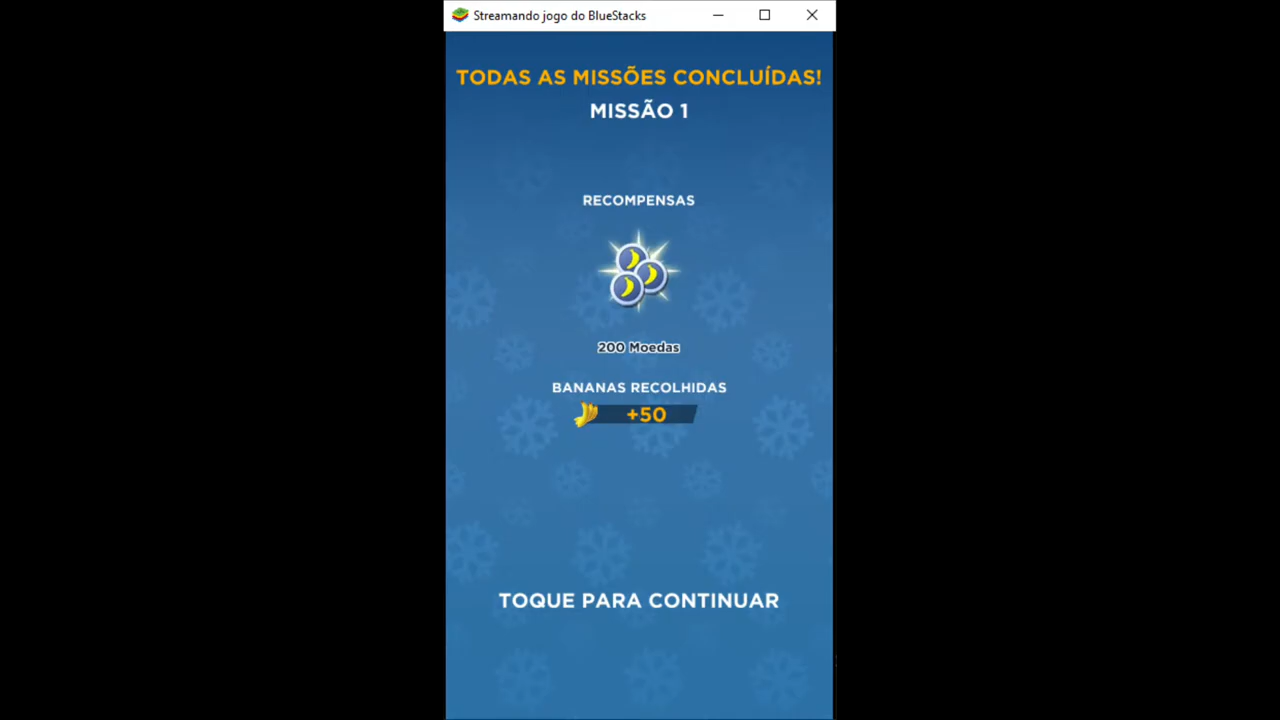 Streamando jogo do BlueStacks
TODAS AS MISSÕES CONCLUÍDAS!
MISSÃO 1
RECOMPENSAS
200 Moedas
BANANAS RECOLHIDAS
+50
TOQUE PARA CONTINUAR